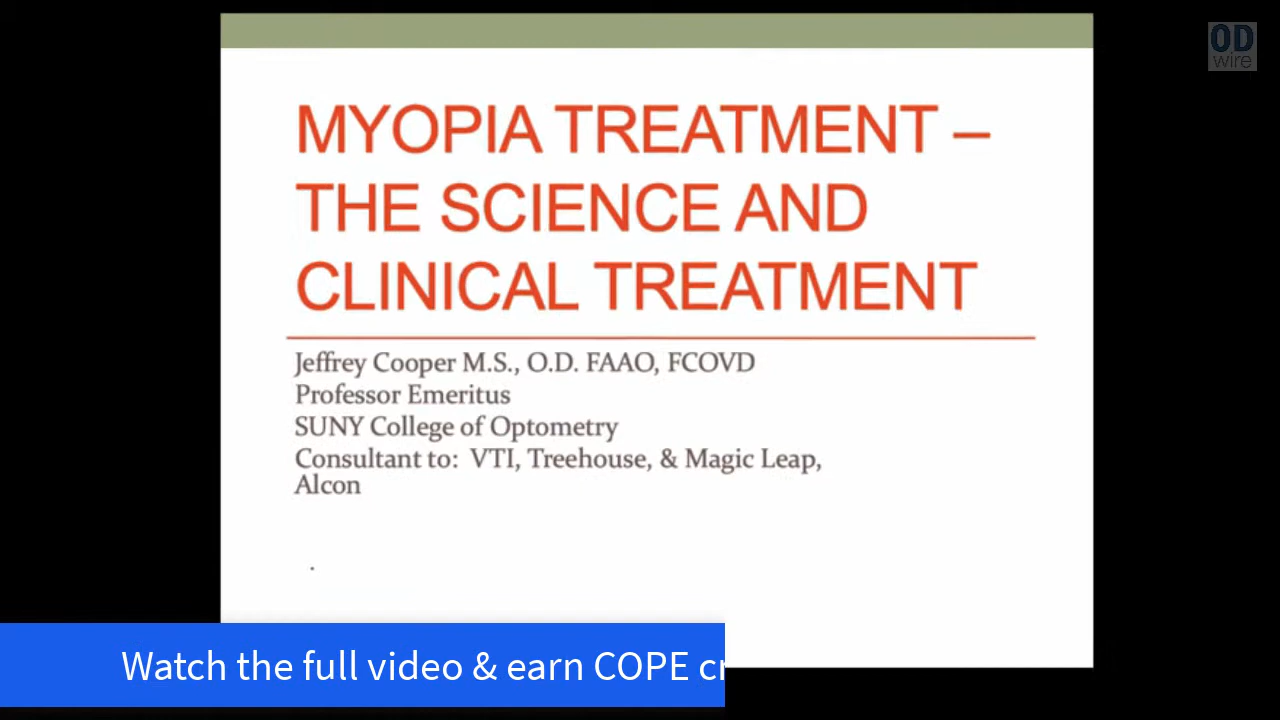 OD
wire
MYOPIA TREATMENT –
THE SCIENCE AND
CLINICAL TREATMENT
Jeffrey Cooper M.S., O.D. FAAO, FCOVD
Professor Emeritus
SUNY College of Optometry
Consultant to: VTI, Treehouse, & Magic Leap,
Alcon
.
Watch the full video & earn COPE